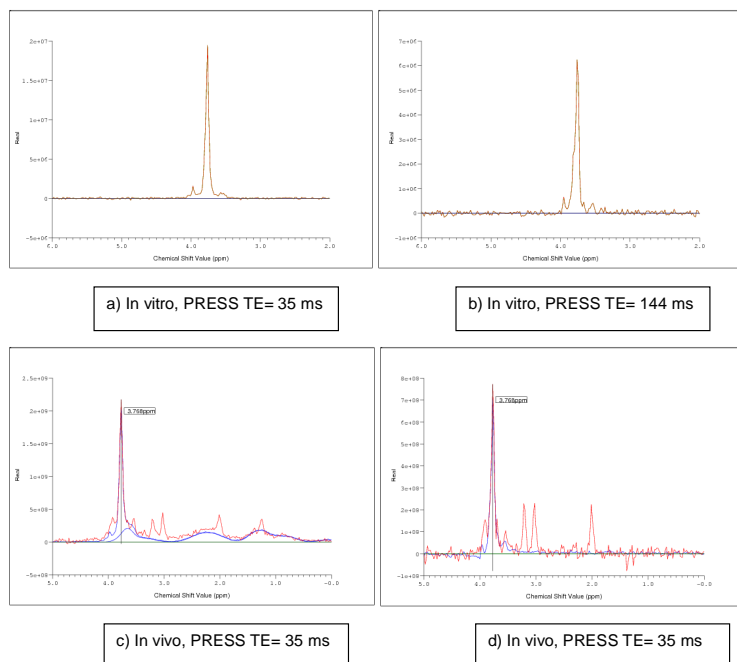 2e+07
1.5e+07
1e+07
5e+06
0
-5e+06
Real
6.0 5.0 4.0 3.0 2.0
Chemical Shift Value (ppm)
a) In vitro, PRESS TE= 35 ms
7e+06
6e+06
5e+06
4e+06
3e+06
2e+06
1e+06
0
-1e+06
Real
6.0 5.0 4.0 3.0 2.0
Chemical Shift Value (ppm)
b) In vitro, PRESS TE= 144 ms
2.5e+09
2e+09
1.5e+09
1e+09
5e+08
0
-5e+08
Real
3.768ppm
5.0 4.0 3.0 2.0 1.0 -0.0
Chemical Shift Value (ppm)
c) In vivo, PRESS TE= 35 ms
8e+08
7e+08
6e+08
5e+08
4e+08
3e+08
2e+08
1e+08
0
-1e+08
Real
3.768ppm
5.0 4.0 3.0 2.0 1.0 -0.0
Chemical Shift Value (ppm)
d) In vivo, PRESS TE= 35 ms